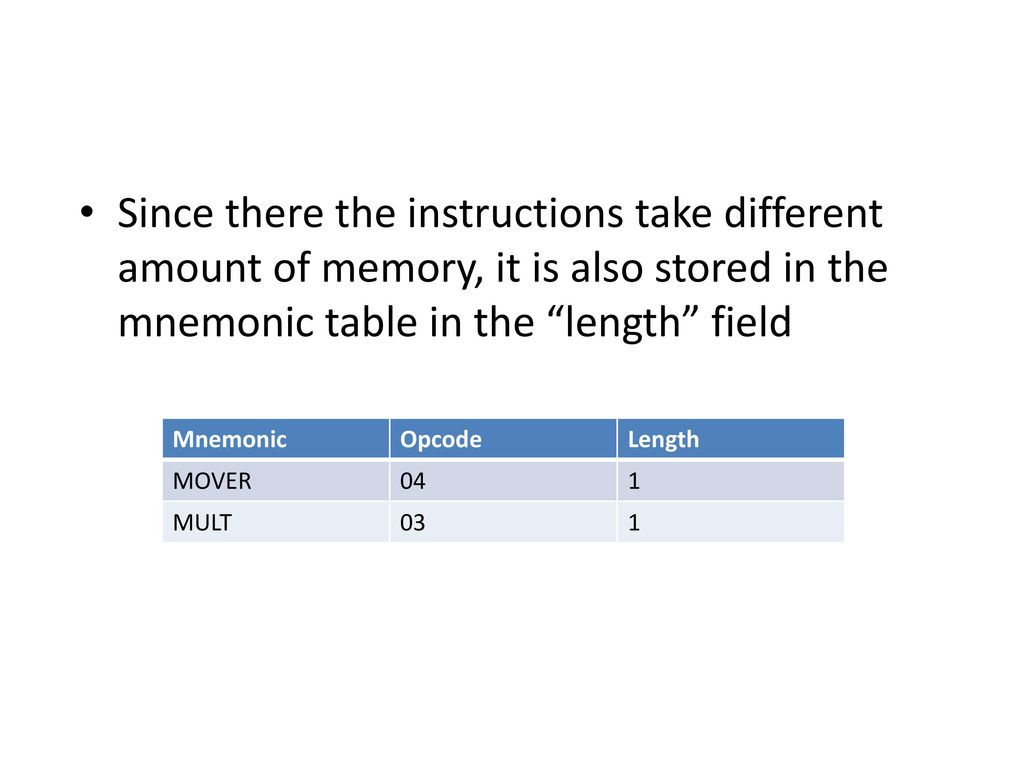 • Since there the instructions take different
amount of memory, it is also stored in the
mnemonic table in the “length” field
Mnemonic Opcode Length
MOVER 04 1
MULT 03 1